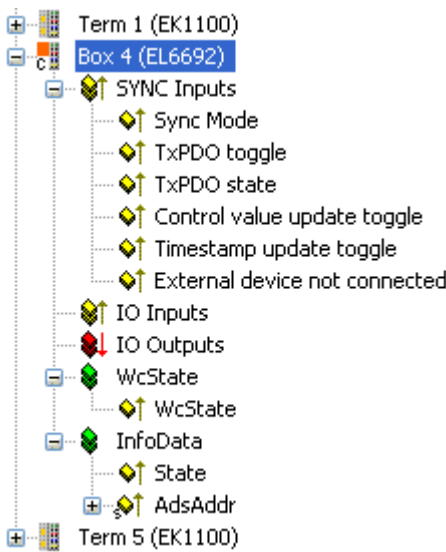 Term 1 (EK1100)
Box 4 (EL6692)
SYNC Inputs
Sync Mode
TxPDO toggle
TxPDO state
Control value update toggle
Timestamp update toggle
External device not connected
IO Inputs
IO Outputs
WcState
WcState
InfoData
State
AdsAddr
Term 5 (EK1100)